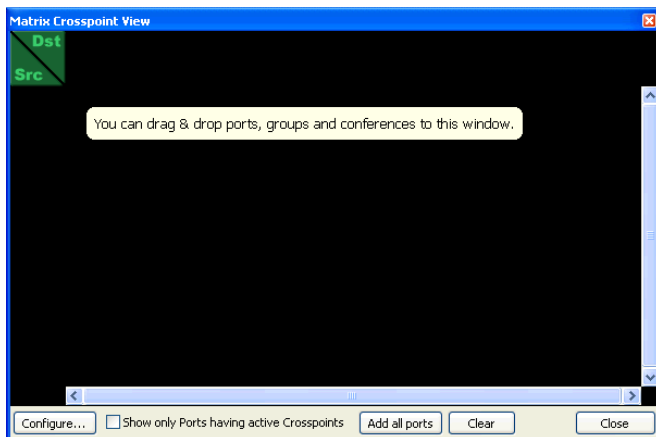 Matrix Crosspoint View
Dst
Src
You can drag & drop ports, groups and conferences to this window.
Configure... Show only Ports having active Crosspoints Add all ports Clear Close